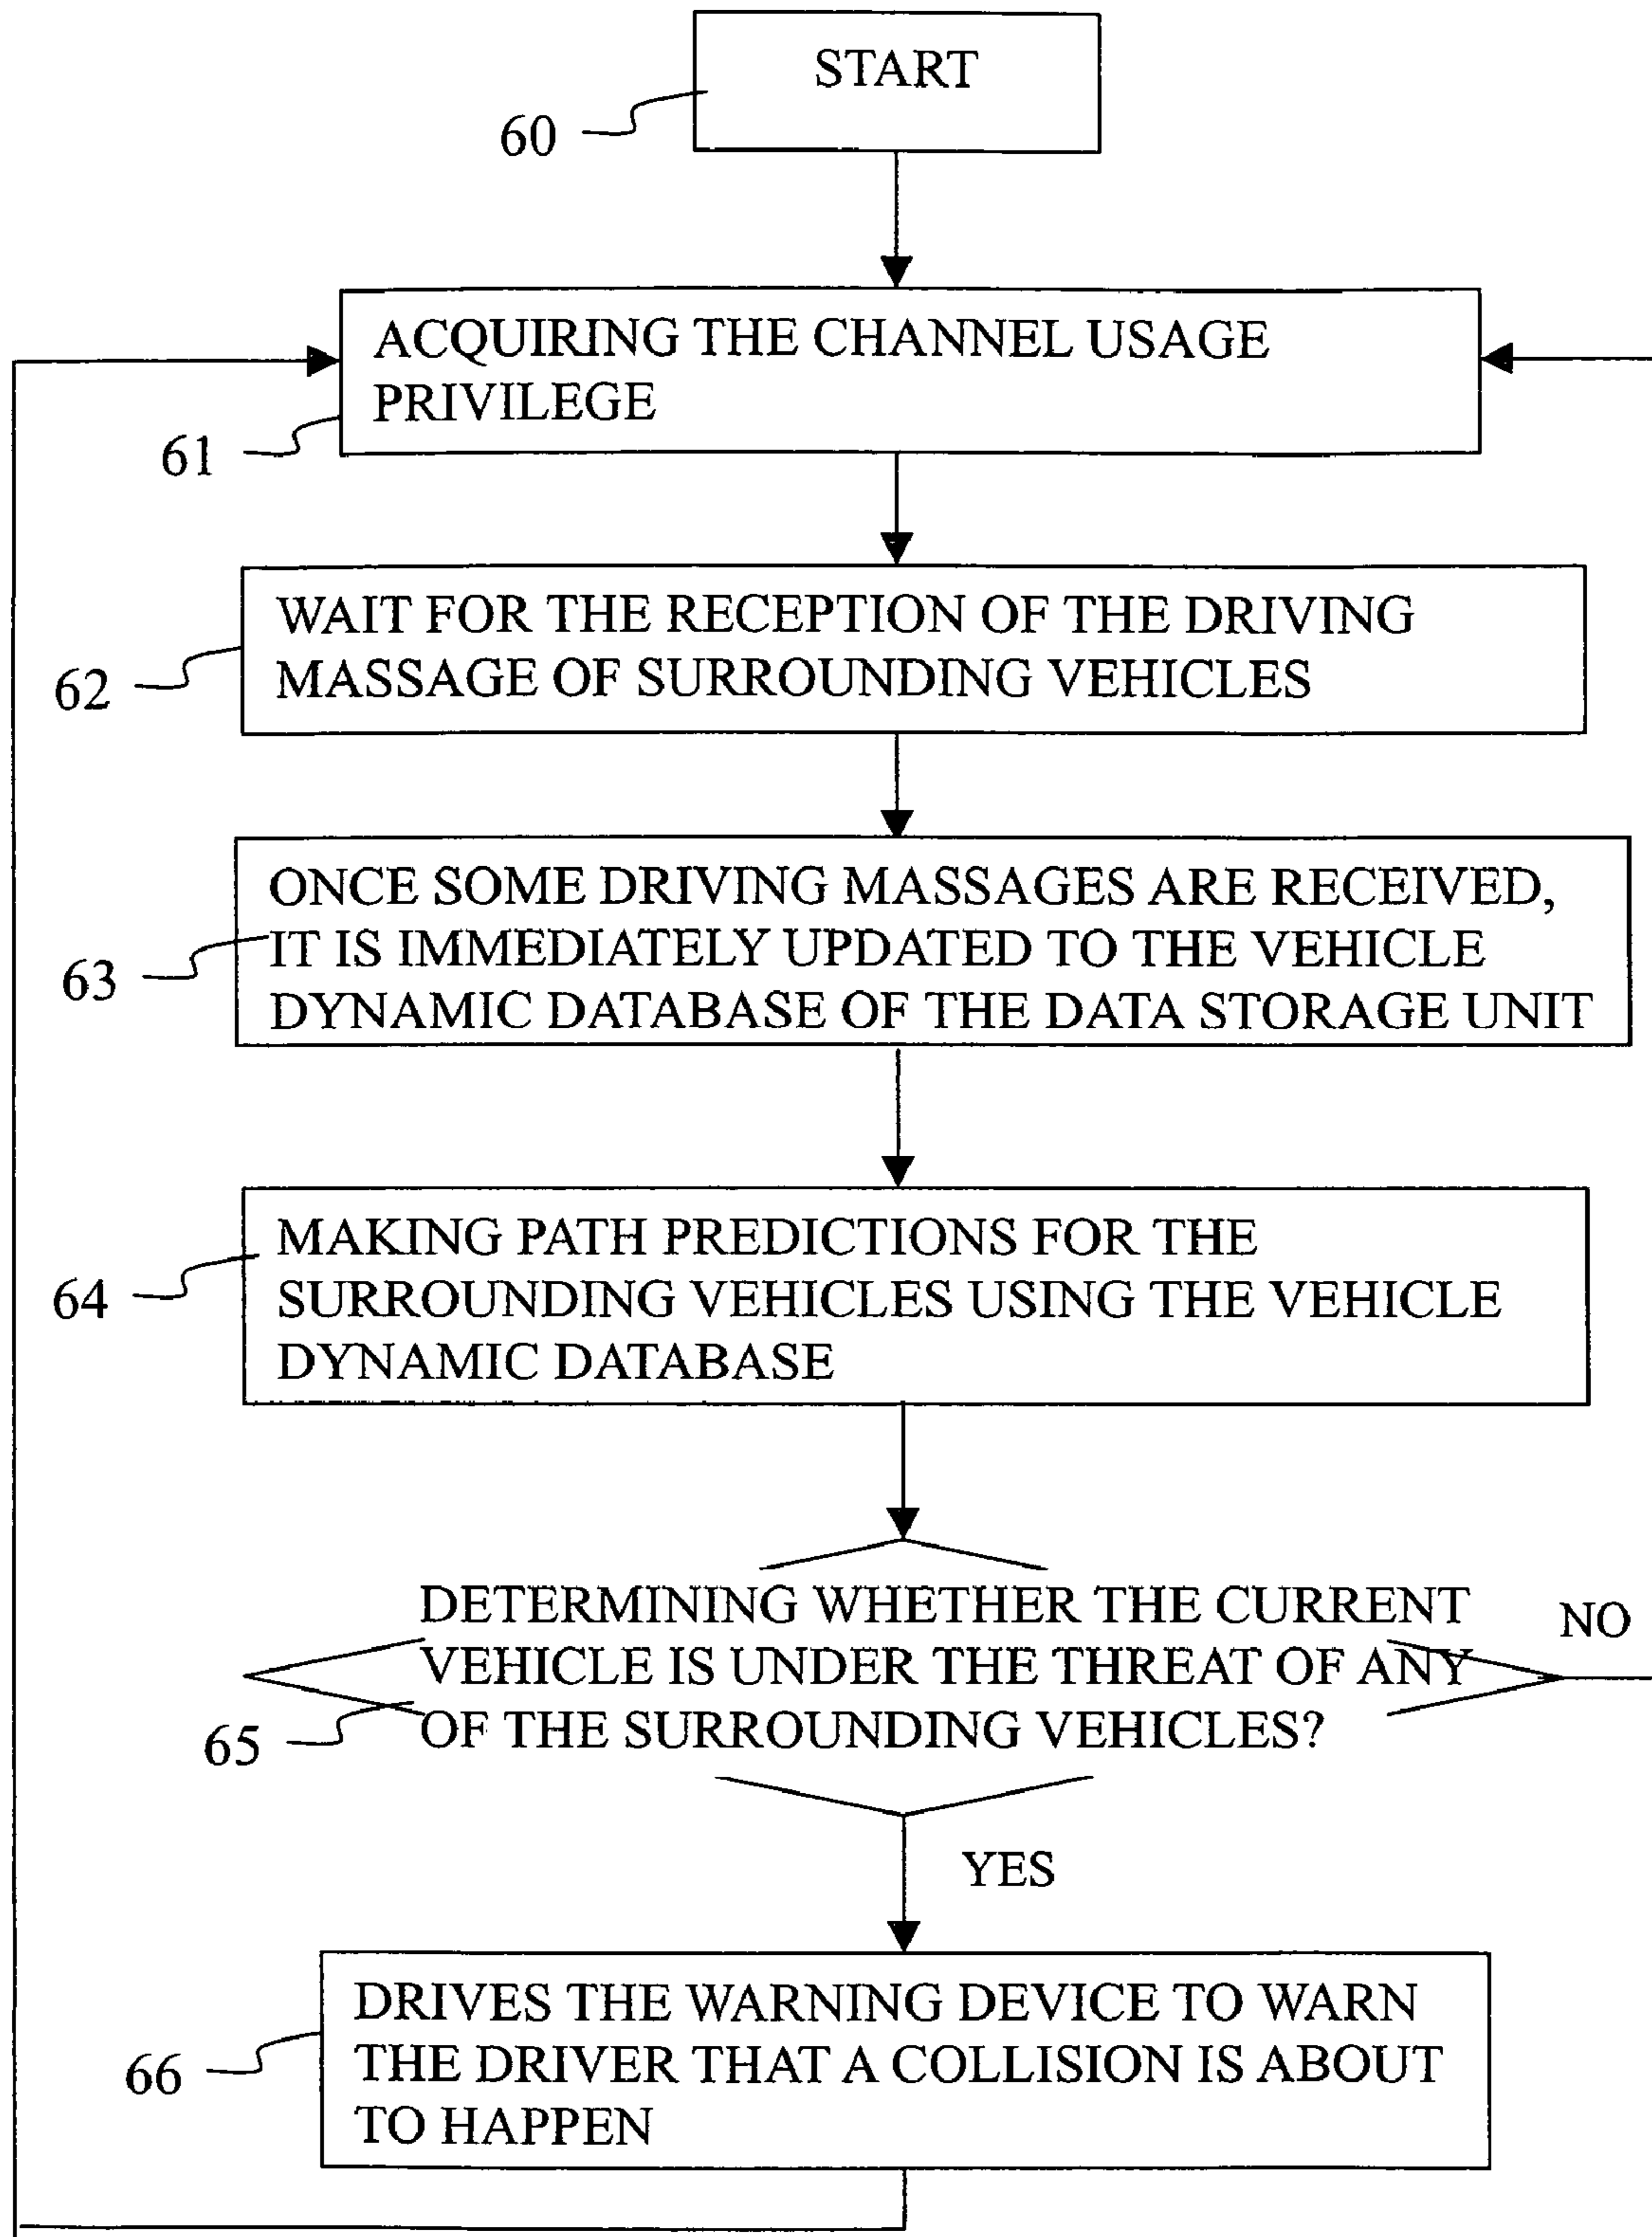 START
60
ACQUIRING THE CHANNEL USAGE
PRIVILEGE
61
WAIT FOR THE RECEPTION OF THE DRIVING
MASSAGE OF SURROUNDING VEHICLES
62
ONCE SOME DRIVING MASSAGES ARE RECEIVED,
IT IS IMMEDIATELY UPDATED TO THE VEHICLE
DYNAMIC DATABASE OF THE DATA STORAGE UNIT
63
MAKING PATH PREDICTIONS FOR THE
SURROUNDING VEHICLES USING THE VEHICLE
DYNAMIC DATABASE
64
DETERMINING WHETHER THE CURRENT
VEHICLE IS UNDER THE THREAT OF ANY
OF THE SURROUNDING VEHICLES?
NO
65
YES
DRIVES THE WARNING DEVICE TO WARN
THE DRIVER THAT A COLLISION IS ABOUT
TO HAPPEN
66